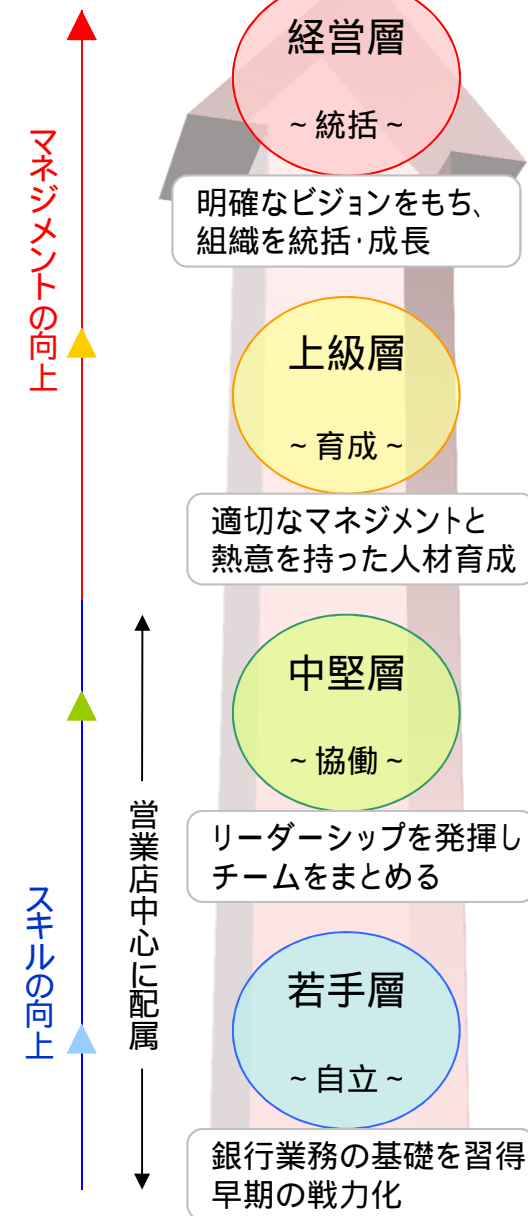 経営層
~ 統括 ~
明確なビジョンをもち、
組織を統括・成長
マネジメントの向上
上級層
~ 育成 ~
適切なマネジメントと
熱意を持った人材育成
中堅層
~ 協働 ~
リーダーシップを発揮し
チームをまとめる
営業店中心に配属
スキルの向上
若手層
~ 自立 ~
銀行業務の基礎を習得
早期の戦力化